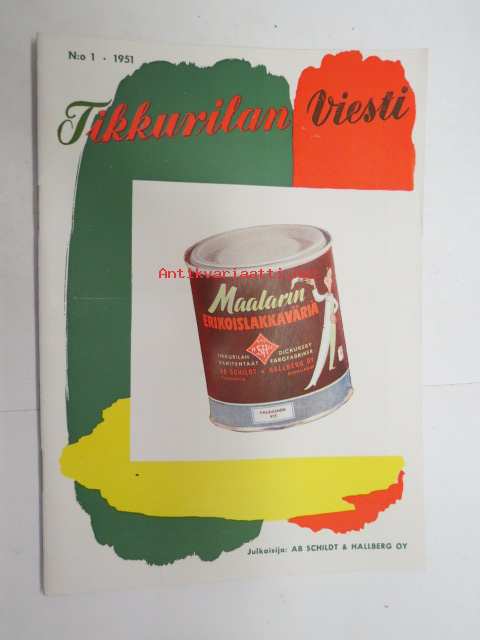 N:o 1 - 1951
Tikkurilan Viesti
Antikvariaatti
Maalarin
ERIKOISLAKKAVÄRIÄ
S&H
TIKKURILAN DICKURSBY
VÄRITEHTAAT FÄRGFABRIKER
AB SCHILDT & HALLBERG OY
Julkaisija: AB SCHILDT & HALLBERG OY